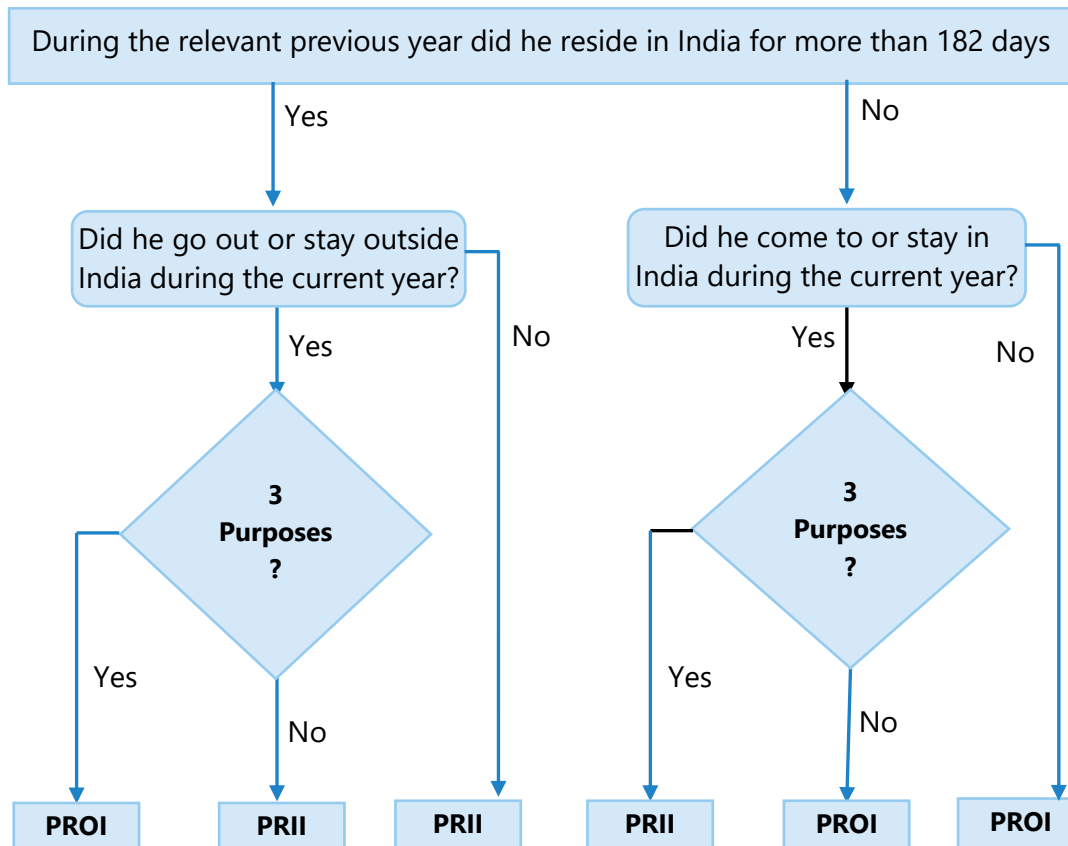 During the relevant previous year did he reside in India for more than 182 days
Yes
No
Did he go out or stay outside
India during the current year?
Did he come to or stay in
India during the current year?
Yes
No
Yes
No
3
Purposes
?
3
Purposes
?
Yes
No
Yes
No
PROI
PRII
PRII
PRII
PROI
PROI